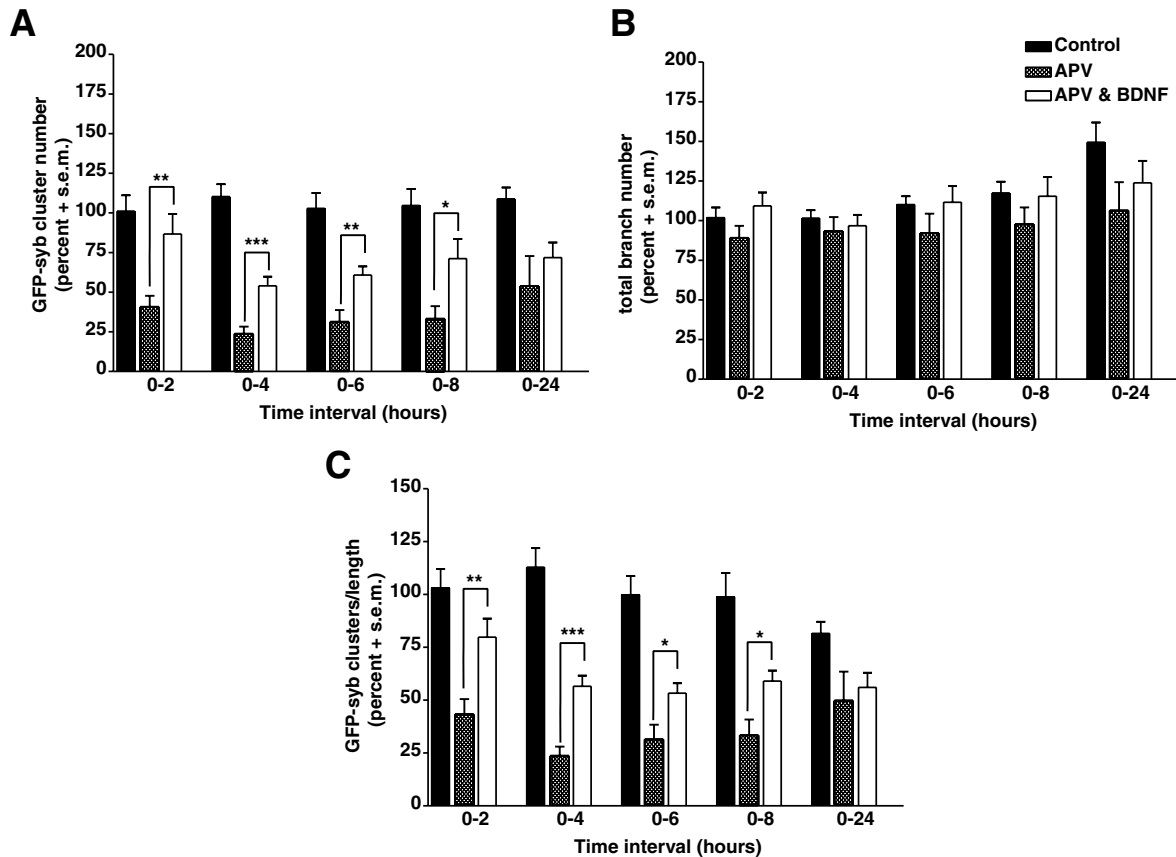 A
GFP-syb cluster number
(percent + s.e.m.)
200
175
150
125
100
75
50
25
0
**
***
**
*
0-2 0-4 0-6 0-8 0-24
Time interval (hours)
B
Control
APV
APV & BDNF
total branch number
(percent + s.e.m.)
200
175
150
125
100
75
50
25
0
0-2 0-4 0-6 0-8 0-24
Time interval (hours)
C
GFP-syb clusters/length
(percent + s.e.m.)
150
125
100
75
50
25
0
**
***
*
*
0-2 0-4 0-6 0-8 0-24
Time interval (hours)